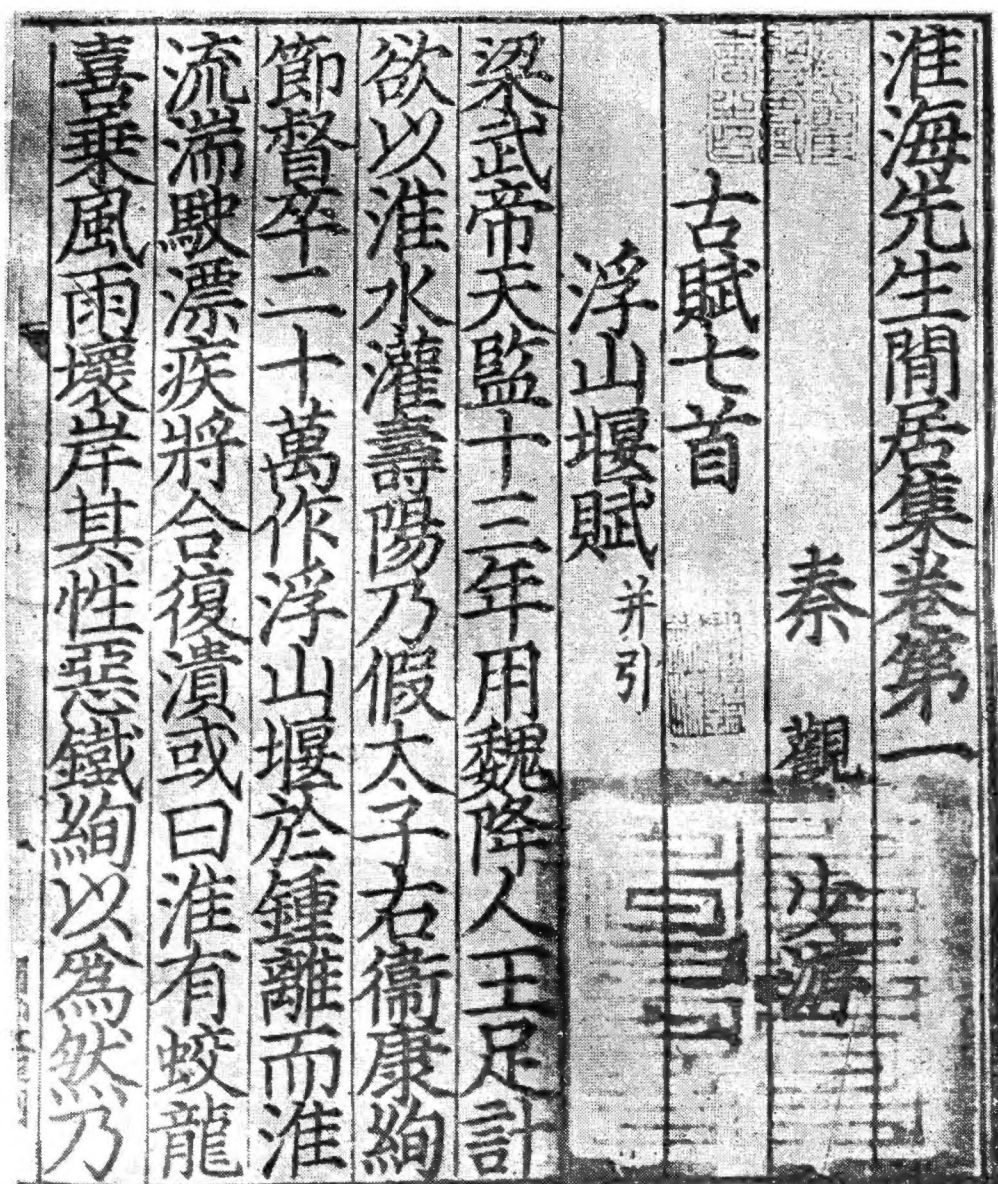 淮海先生閒居集卷第一
秦 觀 少游
古賦七首
浮山堰賦 并引
梁武帝天監十三年用魏降人王足計
欲以淮水灌壽陽乃假太子右衞康絢
節督卒二十萬作浮山堰於鍾離而淮
流湍駛漂疾將合復潰或曰淮有蛟龍
喜乗風雨壞岸其性惡鐵絢以爲然乃